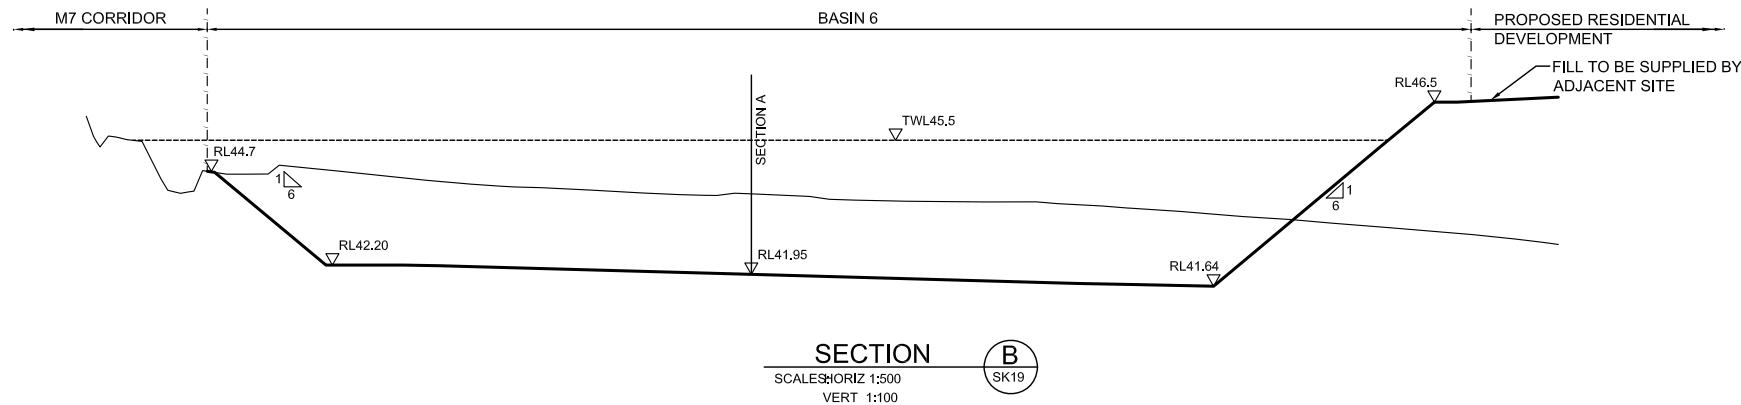 M7 CORRIDOR
BASIN 6
PROPOSED RESIDENTIAL
DEVELOPMENT
FILL TO BE SUPPLIED BY
ADJACENT SITE
RL46.5
SECTION A
TWL45.5
RL44.7
1
6
1
6
RL42.20
RL41.95
RL41.64
SECTION
B
SK19
SCALES:HORIZ 1:500
VERT 1:100